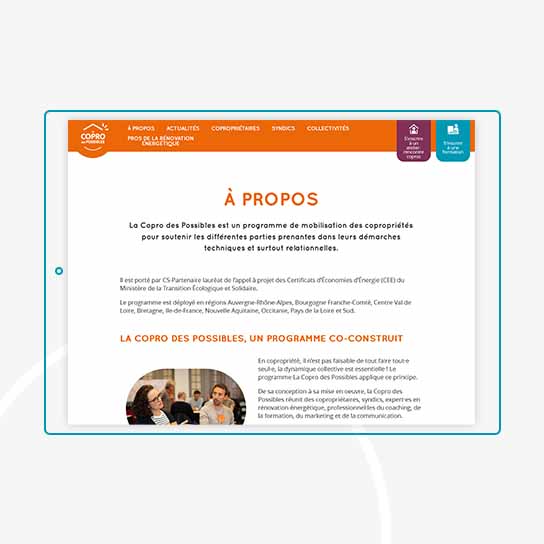 COPRO
DES POSSIBLES
À PROPOS ACTUALITÉS COPROPRIÉTAIRES SYNDICS COLLECTIVITÉS
PROS DE LA RÉNOVATION
ÉNERGÉTIQUE
S'inscrire
à un
atelier
rencontre
copros
S'inscrire
à une
formation
À PROPOS
La Copro des Possibles est un programme de mobilisation des copropriétés
pour soutenir les différentes parties prenantes dans leurs démarches
techniques et surtout relationnelles.
Il est porté par CS-Partenaire lauréat de l'appel à projet des Certificats d'Économies d'Énergie (CEE) du
Ministère de la Transition Écologique et Solidaire.
Le programme est déployé en régions Auvergne-Rhône-Alpes, Bourgogne Franche-Comté, Centre Val de
Loire, Bretagne, Ile-de-France, Nouvelle Aquitaine, Occitanie, Pays de la Loire et Sud.
LA COPRO DES POSSIBLES, UN PROGRAMME CO-CONSTRUIT
En copropriété, il n'est pas faisable de tout faire tout·e
seul·e, la dynamique collective est essentielle ! Le
programme La Copro des Possibles applique ce principe.
De sa conception à sa mise en oeuvre, la Copro des
Possibles réunit des copropriétaires, syndics, expert·es en
rénovation énergétique, professionnel·les du coaching, de
la formation, du marketing et de la communication.